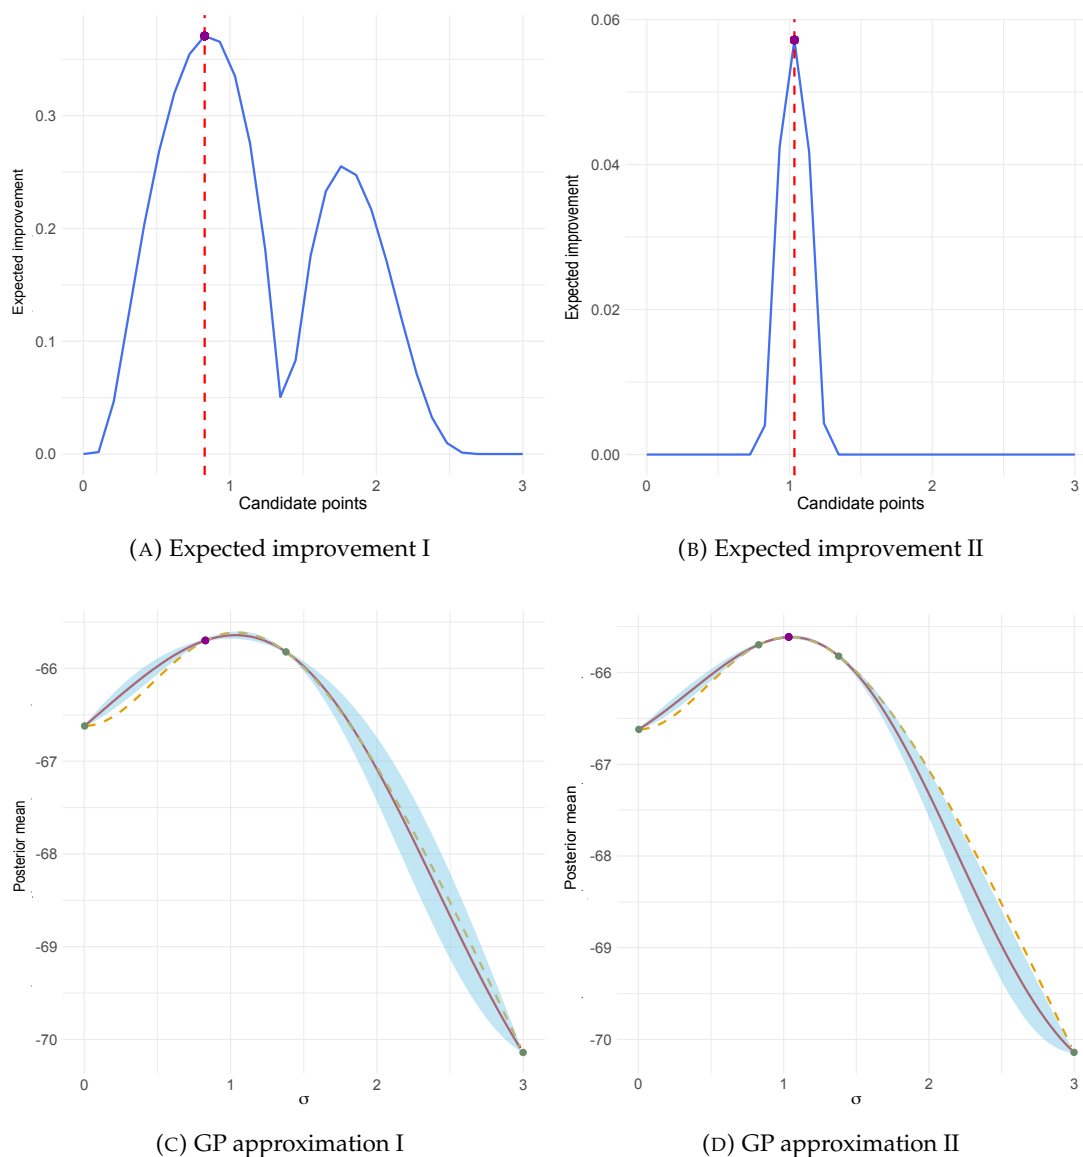 0.3
0.2
0.1
0.0
Expected improvement
0 1 2 3
Candidate points
(A) Expected improvement I
0.06
0.04
0.02
0.00
Expected improvement
0 1 2 3
Candidate points
(B) Expected improvement II
-66
-67
-68
-69
-70
Posterior mean
0 1 2 3
σ
(C) GP approximation I
-66
-67
-68
-69
-70
Posterior mean
0 1 2 3
σ
(D) GP approximation II